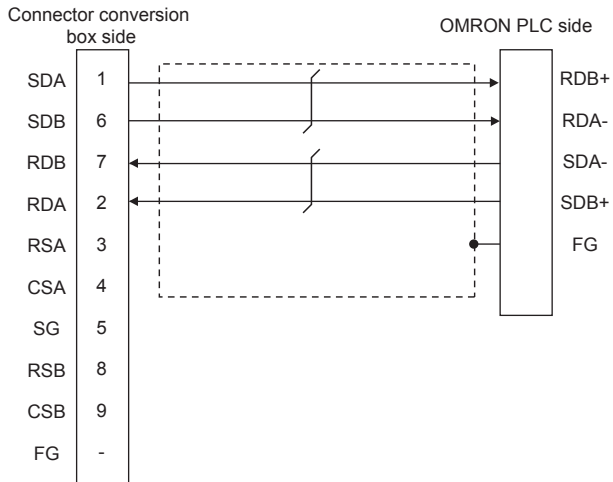 Connector conversion
box side
OMRON PLC side
SDA 1 RDB+
SDB 6 RDA-
RDB 7 SDA-
RDA 2 SDB+
RSA 3 FG
CSA 4
SG 5
RSB 8
CSB 9
FG -